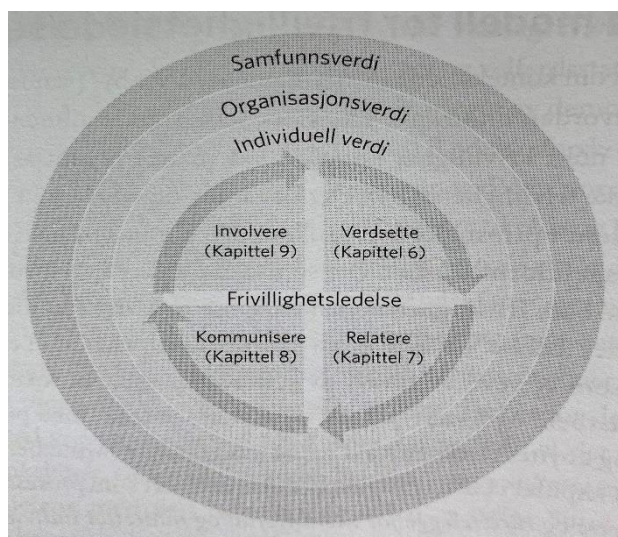 Samfunnsverdi
Organisasjonsverdi
Individuell verdi
Involvere
(Kapittel 9)
Verdsette
(Kapittel 6)
Frivillighetsledelse
Kommunisere
(Kapittel 8)
Relatere
(Kapittel 7)